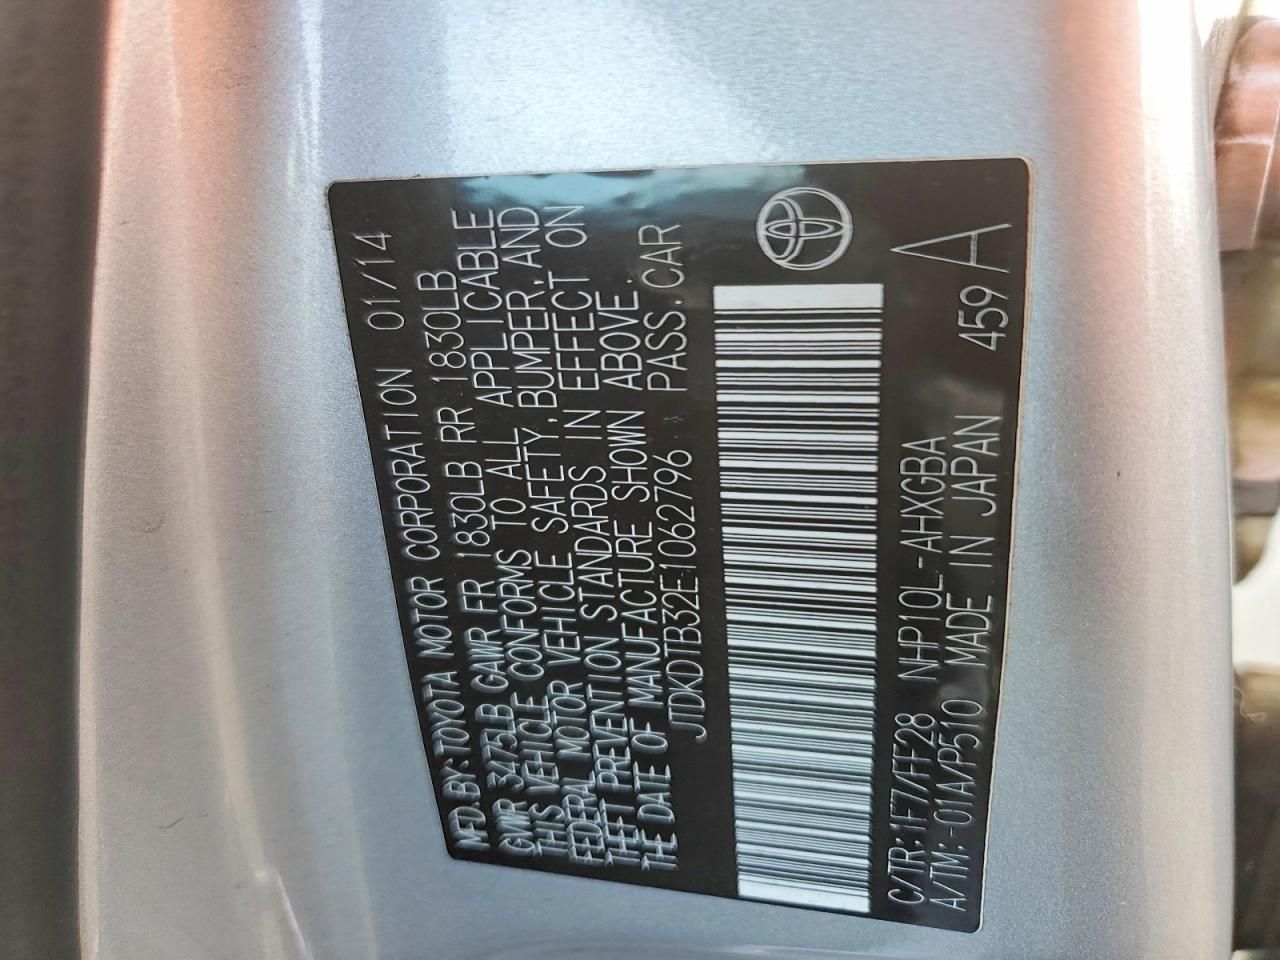 MFD. BY: TOYOTA MOTOR CORPORATION 01/14
GVWR 3475LB GAWR FR 1830LB RR 1830LB
THIS VEHICLE CONFORMS TO ALL APPLICABLE
FEDERAL MOTOR VEHICLE SAFETY, BUMPER, AND
THEFT PREVENTION STANDARDS IN EFFECT ON
THE DATE OF MANUFACTURE SHOWN ABOVE.
JTDKDTB32E1062796 PASS. CAR
C/TR: 1F7/FF28 NHP10L-AHXGBA
A/TM: -01A/P510 MADE IN JAPAN 459 A